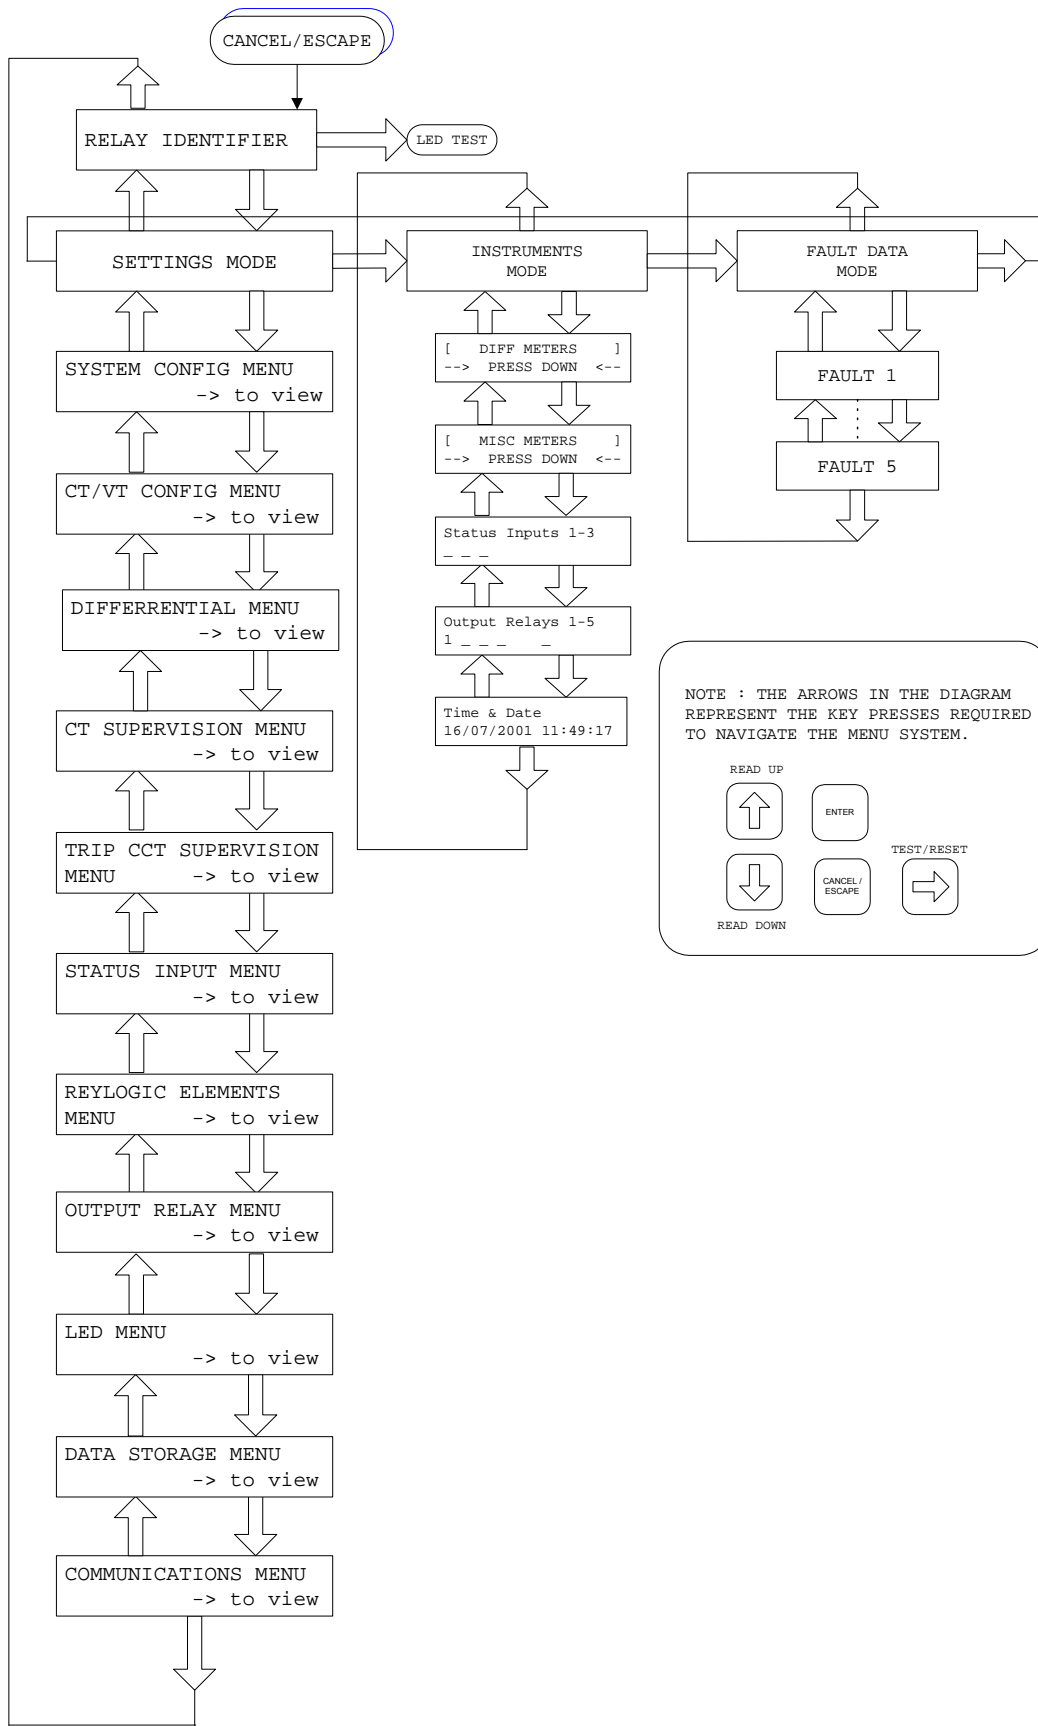 CANCEL/ESCAPE
RELAY IDENTIFIER
LED TEST
SETTINGS MODE
INSTRUMENTS
MODE
FAULT DATA
MODE
SYSTEM CONFIG MENU
-> to view
CT/VT CONFIG MENU
-> to view
DIFFERRENTIAL MENU
-> to view
CT SUPERVISION MENU
-> to view
TRIP CCT SUPERVISION
MENU -> to view
STATUS INPUT MENU
-> to view
REYLOGIC ELEMENTS
MENU -> to view
OUTPUT RELAY MENU
-> to view
LED MENU
-> to view
DATA STORAGE MENU
-> to view
COMMUNICATIONS MENU
-> to view
[ DIFF METERS ]
--> PRESS DOWN <--
[ MISC METERS ]
--> PRESS DOWN <--
Status Inputs 1-3
_ _ _
Output Relays 1-5
1 _ _ _ _
Time & Date
16/07/2001 11:49:17
FAULT 1
FAULT 5
NOTE : THE ARROWS IN THE DIAGRAM
REPRESENT THE KEY PRESSES REQUIRED
TO NAVIGATE THE MENU SYSTEM.
READ UP
ENTER
TEST/RESET
CANCEL /
ESCAPE
READ DOWN